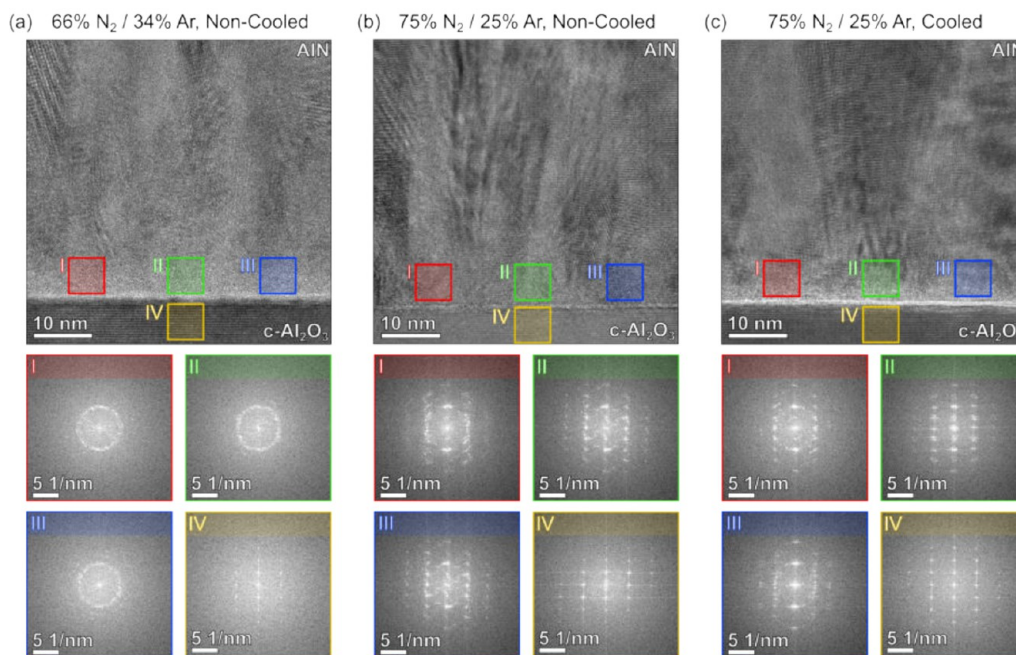 (a) 66% N₂ / 34% Ar, Non-Cooled
AlN
I
II
III
IV
10 nm
c-Al₂O₃
I
II
5 1/nm
5 1/nm
III
IV
5 1/nm
5 1/nm
(b) 75% N₂ / 25% Ar, Non-Cooled
AlN
I
II
III
IV
10 nm
c-Al₂O₃
I
II
5 1/nm
5 1/nm
III
IV
5 1/nm
5 1/nm
(c) 75% N₂ / 25% Ar, Cooled
AlN
I
II
III
IV
10 nm
c-Al₂O₃
I
II
5 1/nm
5 1/nm
III
IV
5 1/nm
5 1/nm